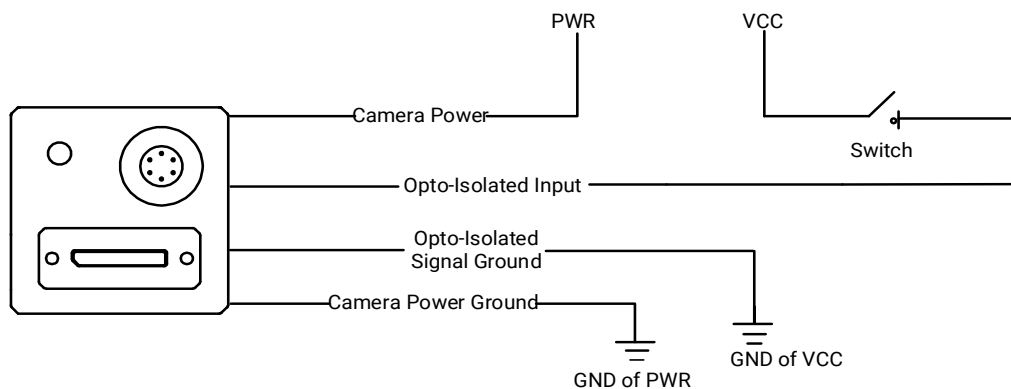 PWR
VCC
Camera Power
Switch
Opto-Isolated Input
Opto-Isolated
Signal Ground
Camera Power Ground
GND of VCC
GND of PWR